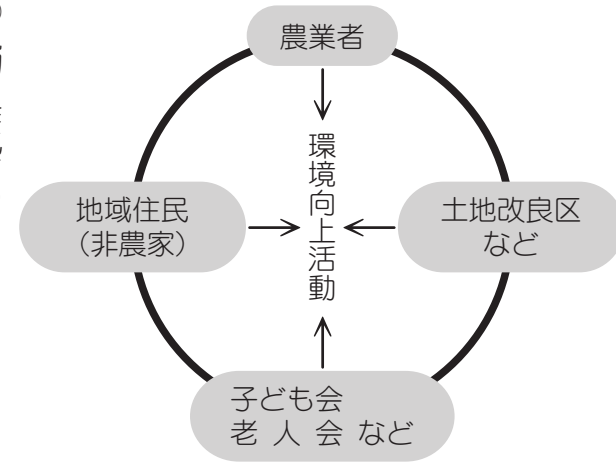 農業者
環境向上活動
地域住民
(非農家)
土地改良区
など
子ども会
老人会 など